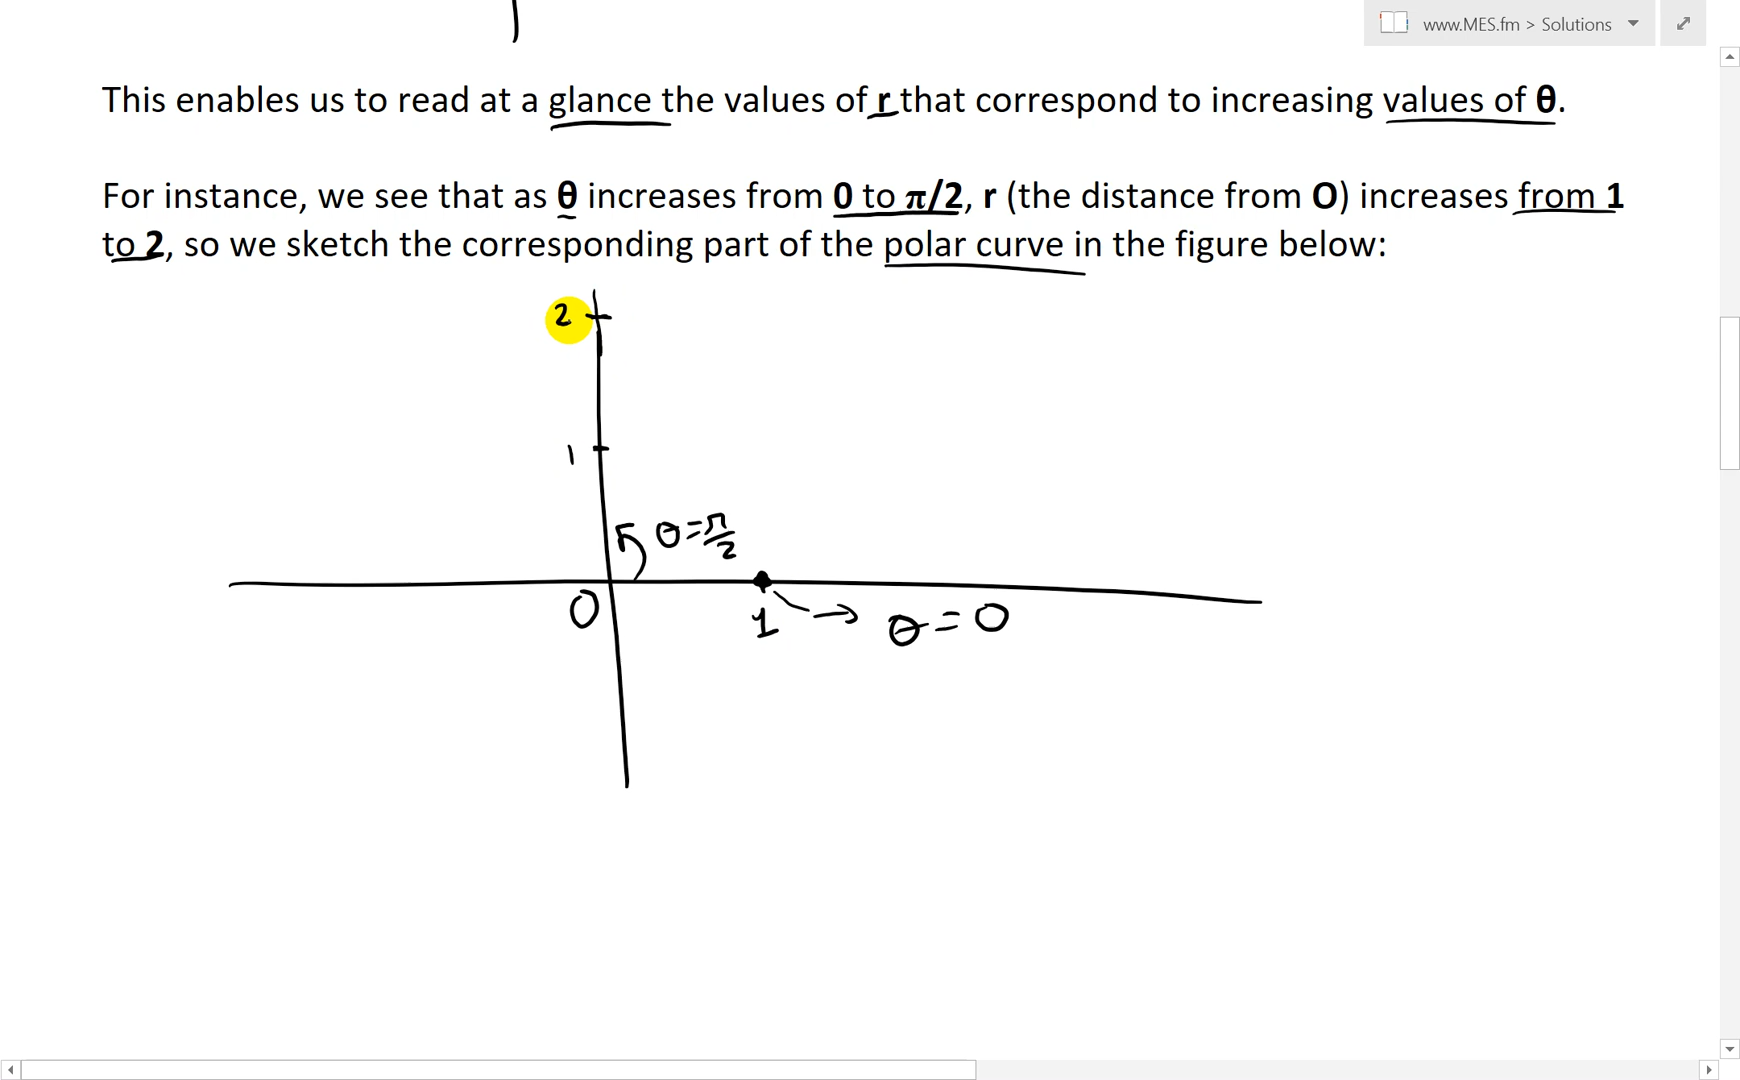 www.MES.fm > Solutions
This enables us to read at a glance the values of r that correspond to increasing values of θ.
For instance, we see that as θ increases from 0 to π/2, r (the distance from O) increases from 1
to 2, so we sketch the corresponding part of the polar curve in the figure below:
2
1
θ=π/2
O
1 → θ = 0